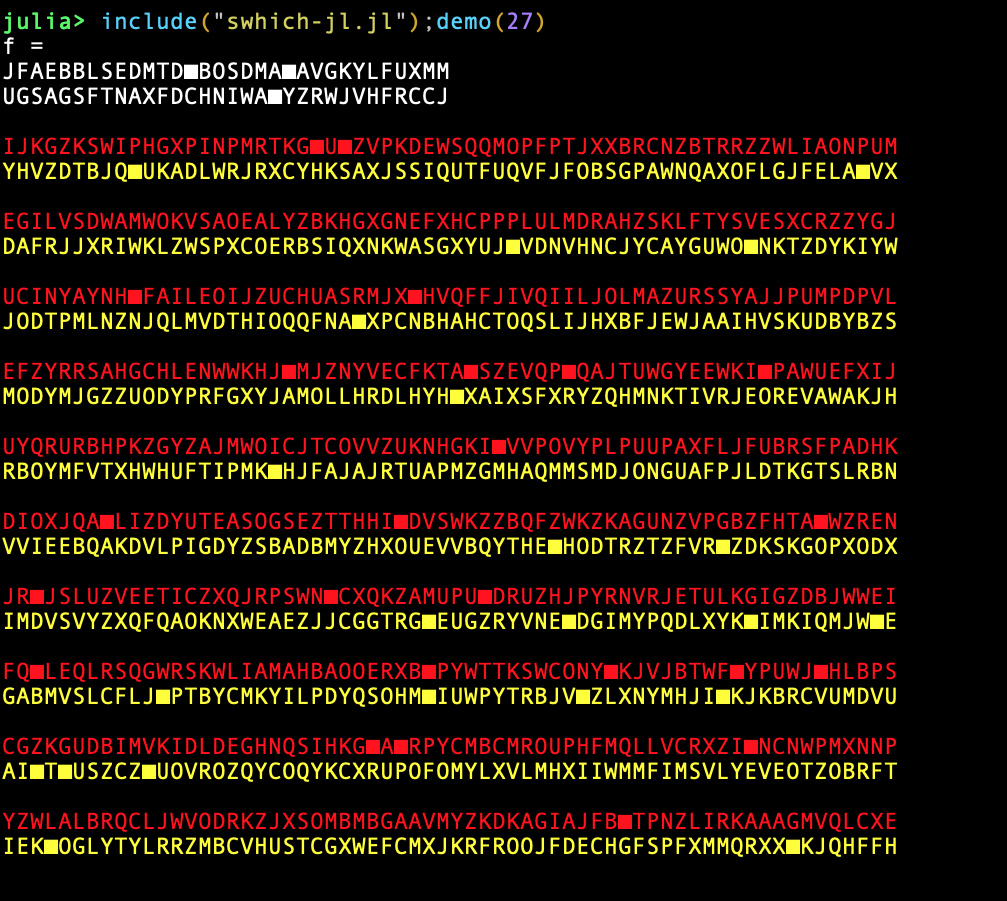 julia> include("swhich-jl.jl");demo(27)
f =
JFAEBBLSEDMTD■BOSDMA■AVGKYLFUXMM
UGSAGSFTNAXFDCHNIWA■YZRWJVHFRCCJ
IJKGZKSWIPHGXPINPMRTKG■U■ZVPKDEWSQQMOPFPTJXXBRCNZBTRRZZWLIAONPUM
YHVZDTBJQ■UKADLWRJRXCYHKSAXJSSIQUTFUQVFJFOBSGPAWNQAXOFLGJFELA■VX
EGILVSDWAMWOKVSAOEALYZBKHGXGNEFXHCPPPLULMDRAHZSKLFTYSVESXCRZZYGJ
DAFRJJXRIWKLZWSPXCOERBSIQXNKWASGXYUJ■VDNVHNCJYCAYGUWO■NKTZDYKIYW
UCINYAYNH■FAILEOIJZUCHUASRMJX■HVQFFJIVQIILJOLMAZURSSYAJJPUMPDPVL
JODTPMLNZNJQLMVDTHIOQQFNA■XPCNBHAHCTOQSLIJHXBFJEWJAAIHVSKUDBYBZS
EFZYRRSAHGCHLENWWKHJ■MJZNYVECFKTA■SZEVQP■QAJTUWGYEEWKI■PAWUEFXIJ
MODYMJGZZUODYPRFGXYJAMOLLHRDLHYH■XAIXSFXRYZQHMNKTIVRJEOREVAWAKJH
UYQRURBHPKZGYZAJMWOICJTCOVVZUKNHGKI■VVPOVYPLPUUPAXFLJFUBRSFPADHK
RBOYMFVTXHWHUFTIPMK■HJFAJAJRTUAPMZGMHAQMMSMDJONGUAFPJLDTKGTSLRBN
DIOXJQA■LIZDYUTEASOGSEZTTHHI■DVSWKZZBQFZWKZKAGUNZVPGBZFHTA■WZREN
VVIEEBQAKDVLPIGDYZSBADBMYZHXOUEVVBQYTHE■HODTRZTZFVR■ZDKSKGOPXODX
JR■JSLUZVEETICZXQJRPSWN■CXQKZAMUPU■DRUZHJPYRNVRJETULKGIGZDBJWWEI
IMDVSVYZXQFQAOKNXWEAEZJJCGGTRG■EUGZRYVNE■DGIMYPQDLXYK■IMKIQMJW■E
FQ■LEQLRSQGWRSKWLIAMAHBAOOERXB■PYWTTKSWCONY■KJVJBTWF■YPUWJ■HLBPS
GABMVSLCFLJ■PTBYCMKYILPDYQSOHM■IUWPYTRBJV■ZLXNYMHJI■KJKBRCVUMDVU
CGZKGUDBIMVKIDLDEGHNQSIHKG■A■RPYCMBCMROUPHFMQLLVCRXZI■NCNWPMXNNP
AI■T■USZCZ■UOVROZQYCOQYKCXRUPOFOMYLXVLMHXIIWMMFIMSVLYEVEOTZOBRFT
YZWLALBRQCLJWVODRKZJXSOMBMBGAAVMYZKDKAGIAJFB■TPNZLIRKAAAGMVQLCXE
IEK■OGLYTYLRRZMBCVHUSTCGXWEFCMXJKRFROOJFDECHGFSPFXMMQRXX■KJQHFFH